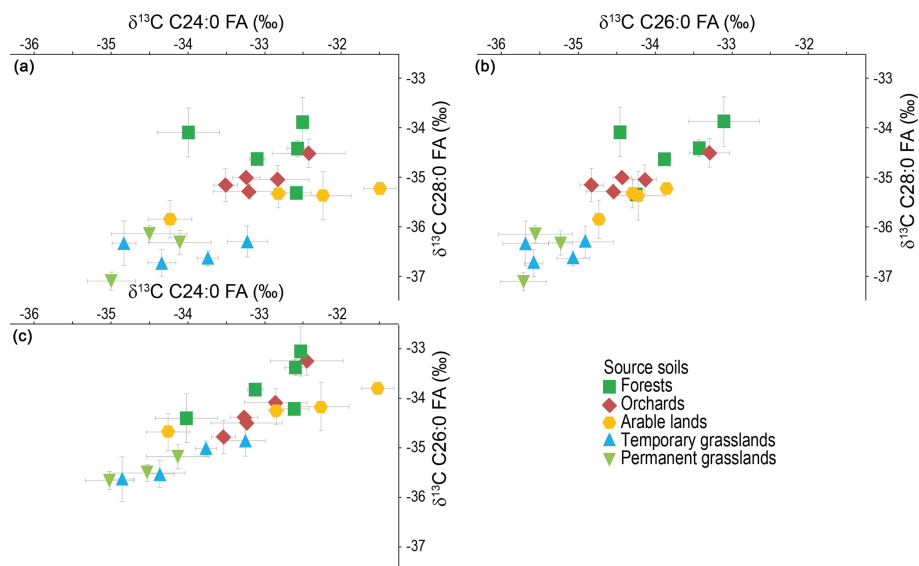 δ¹³C C24:0 FA (‰)
-36 -35 -34 -33 -32
(a)
-33
-34
-35
-36
-37
δ¹³C C28:0 FA (‰)
δ¹³C C26:0 FA (‰)
-36 -35 -34 -33 -32
(b)
-33
-34
-35
-36
-37
δ¹³C C28:0 FA (‰)
δ¹³C C24:0 FA (‰)
-36 -35 -34 -33 -32
(c)
-33
-34
-35
-36
-37
δ¹³C C26:0 FA (‰)
Source soils
Forests
Orchards
Arable lands
Temporary grasslands
Permanent grasslands